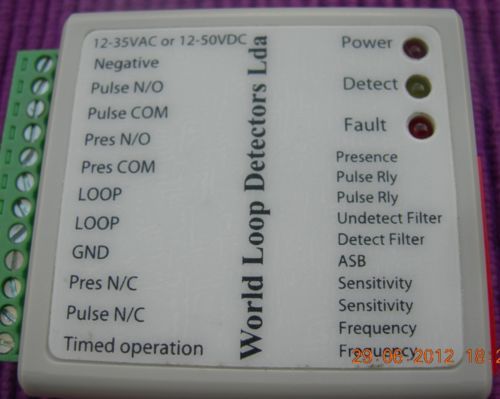 12-35VAC or 12-50VDC
Negative
Pulse N/O
Pulse COM
Pres N/O
Pres COM
LOOP
LOOP
GND
Pres N/C
Pulse N/C
Timed operation
World Loop Detectors Lda
Power
Detect
Fault
Presence
Pulse Rly
Pulse Rly
Undetect Filter
Detect Filter
ASB
Sensitivity
Sensitivity
Frequency
Frequency